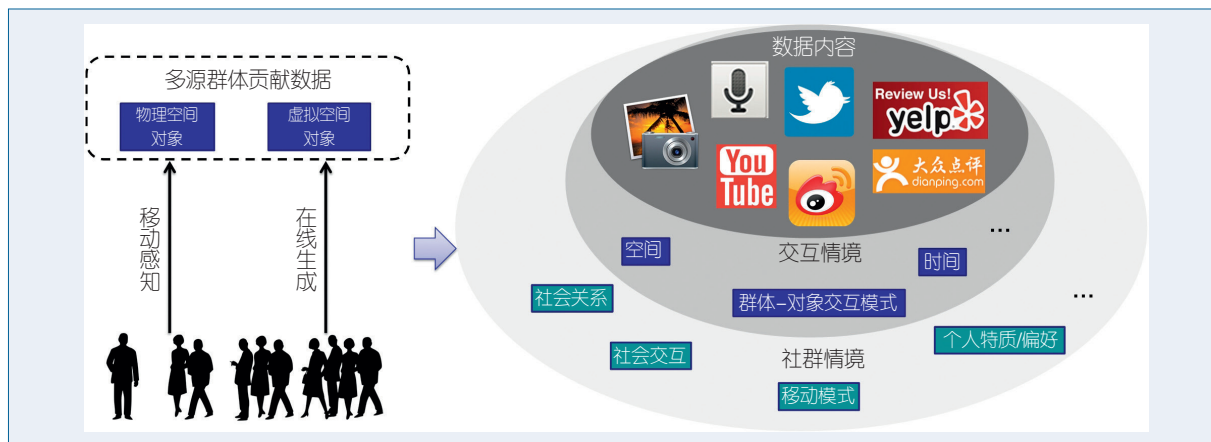 多源群体贡献数据
物理空间
对象
虚拟空间
对象
移动感知
在线生成
数据内容
Review Us!
yelp
You
Tube
大众点评
dianping.com
交互情境
空间
时间
...
群体-对象交互模式
社群情境
社会关系
社会交互
移动模式
个人特质/偏好
...